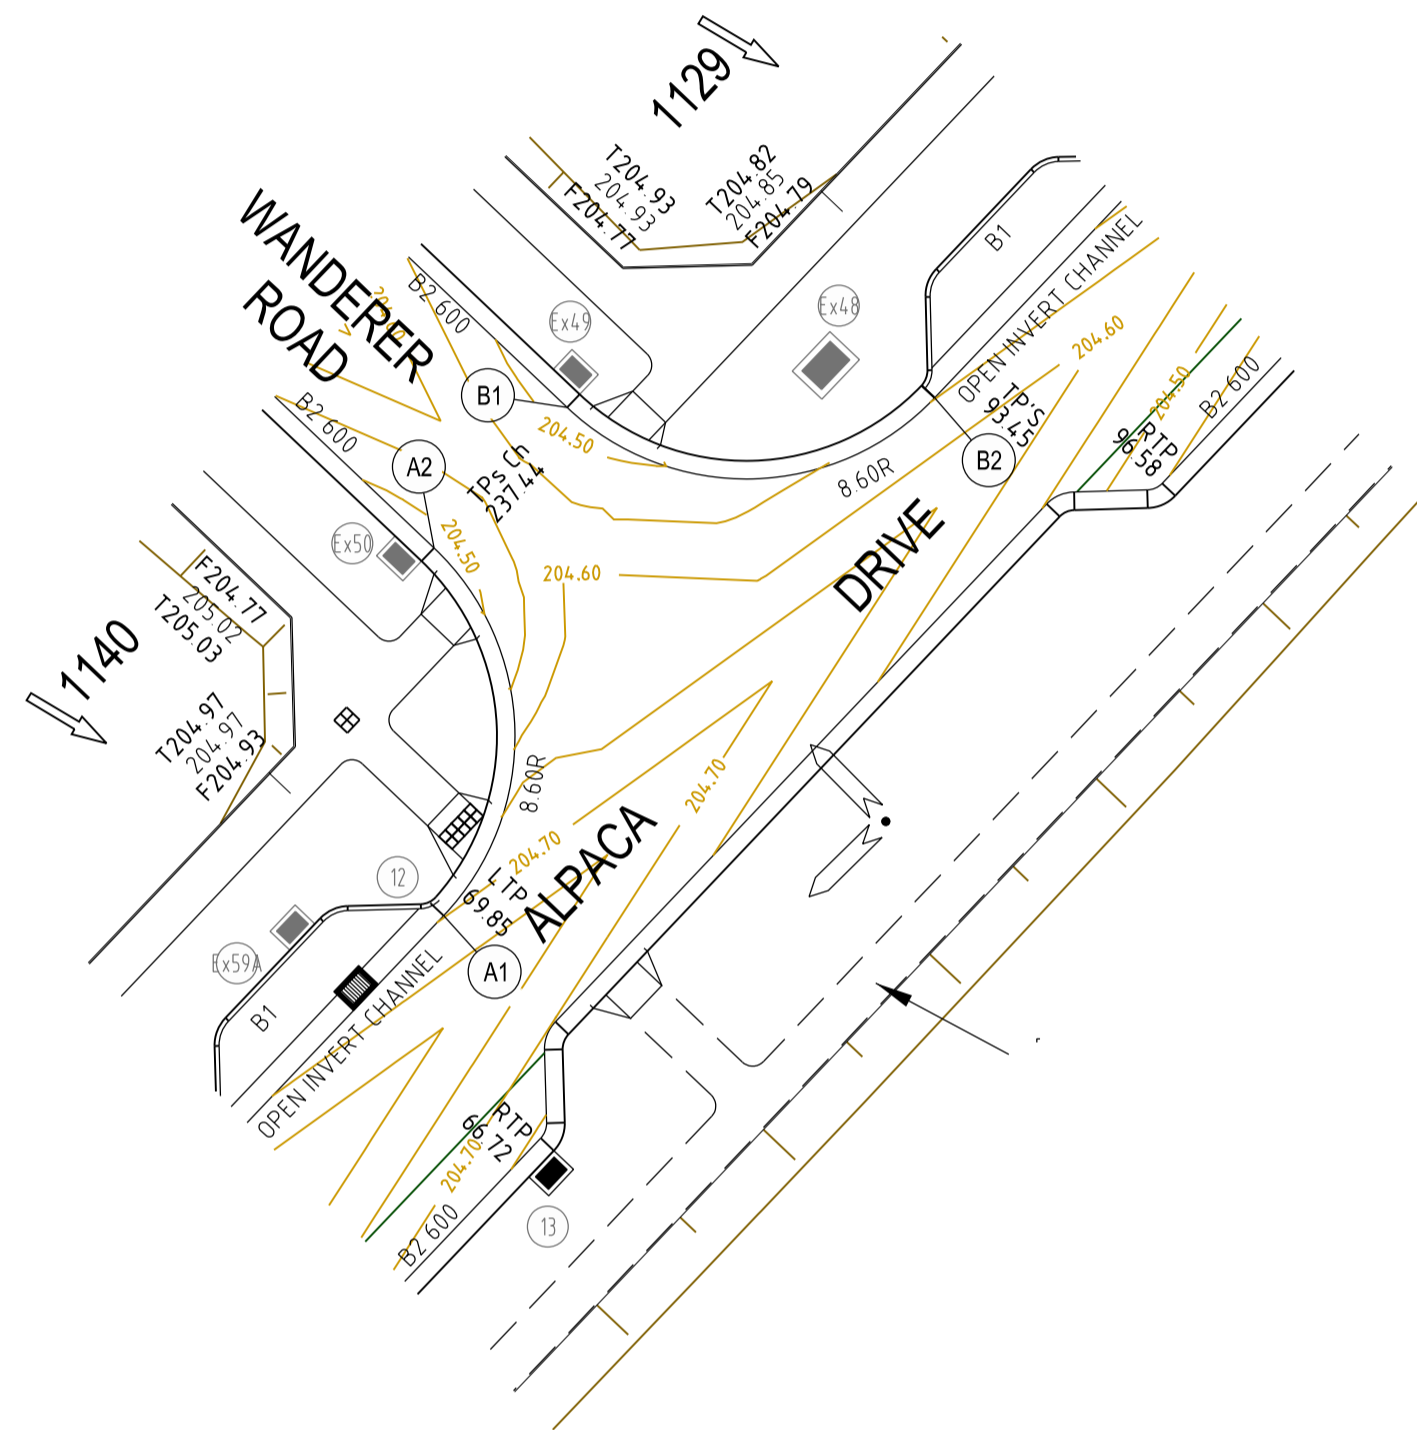 1129
T204.93
204.93
F204.77
T204.82
204.85
F204.79
WANDERER
ROAD
B2 600
Ex49
Ex48
B1
OPEN INVERT CHANNEL
204.60
204.50
B2 600
B1
B2 600
A2
204.50
TPs Ch
237.44
TP'S
93.45
B2
RTP
96.58
8.60R
Ex50
204.50
204.60
DRIVE
F204.77
205.02
T205.03
1140
T204.97
204.97
F204.93
8.60R
204.70
204.70
ALPACA
12
LTP
69.85
A1
Ex59A
B1
OPEN INVERT CHANNEL
RTP
66.72
204.70
B2 600
13